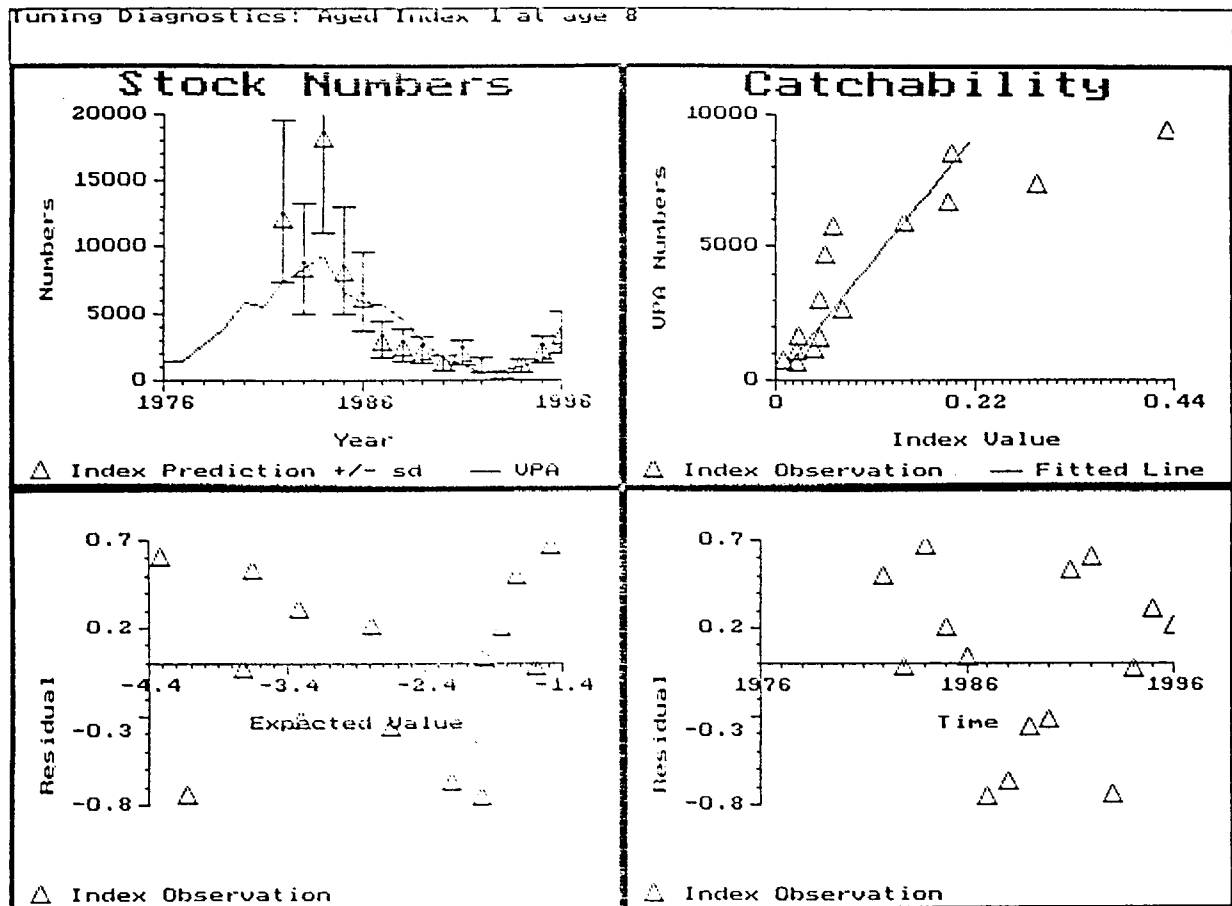 Tuning Diagnostics: Aged Index 1 at age 8
Stock Numbers
20000
15000
10000
5000
0
Numbers
1976
1986
1996
Year
△ Index Prediction +/- sd — VPA
Catchability
10000
5000
0
VPA Numbers
0
0.22
0.44
Index Value
△ Index Observation — Fitted Line
0.7
0.2
-0.3
-0.8
Residual
-4.4
-3.4
-2.4
-1.4
Expected Value
△ Index Observation
0.7
0.2
-0.3
-0.8
Residual
1976
1986
1996
Time
△ Index Observation